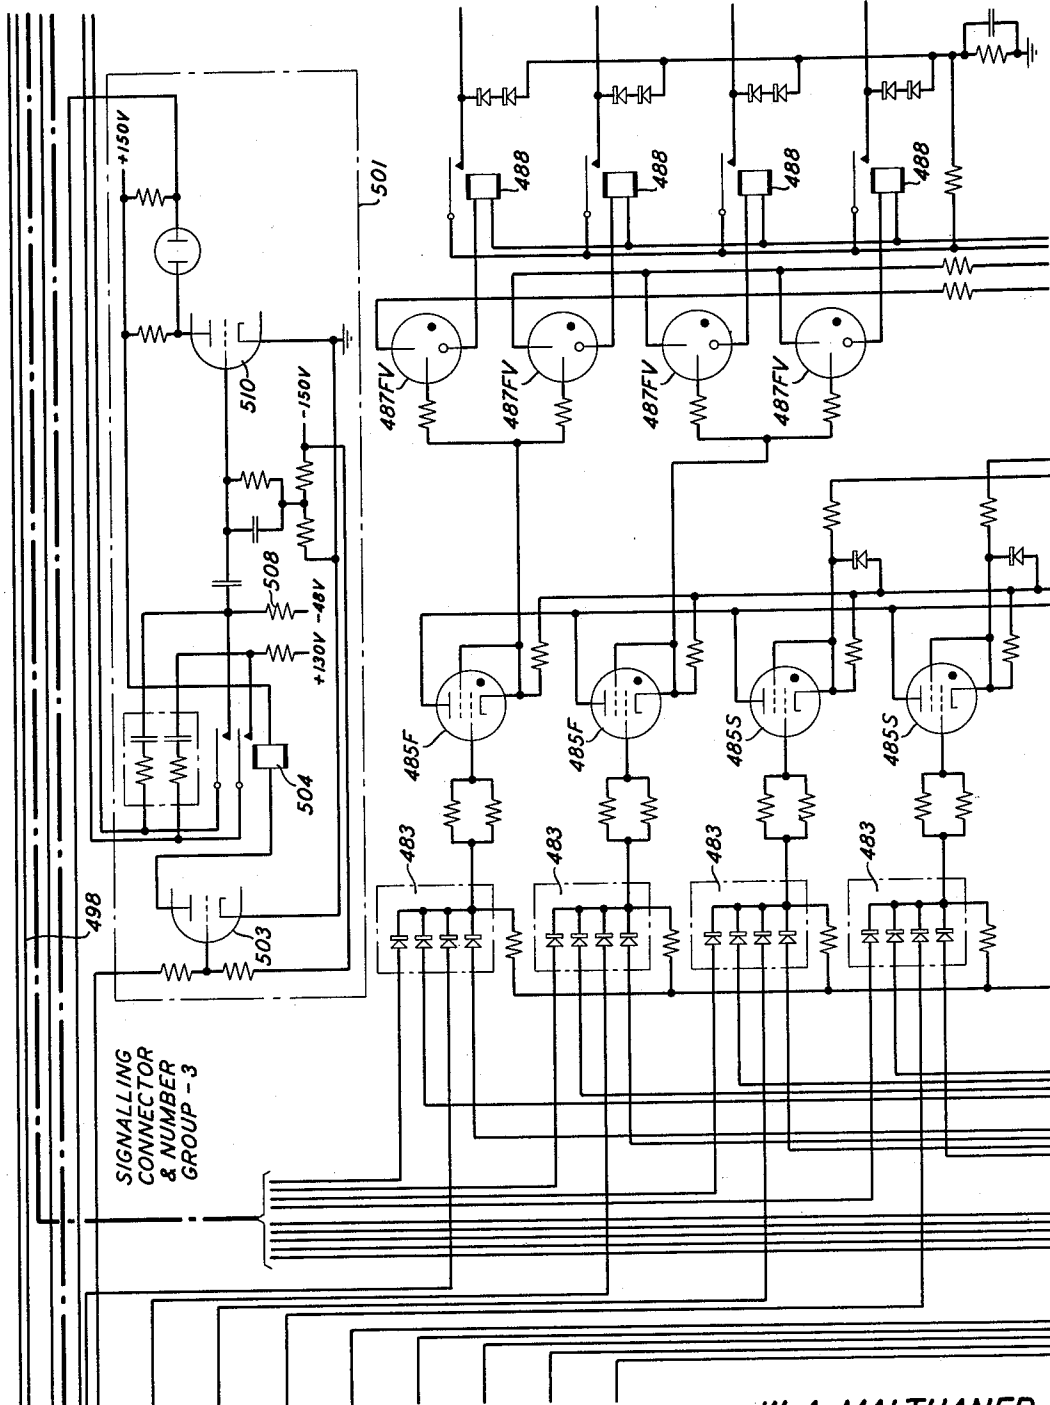 +150V
501
510
-150V
508
-48V
+130V
504
503
498
SIGNALLING
CONNECTOR
& NUMBER
GROUP-3
488
488
488
488
487FV
487FV
487FV
487FV
485F
485F
485S
485S
483
483
483
483
W. A. MALTHANER